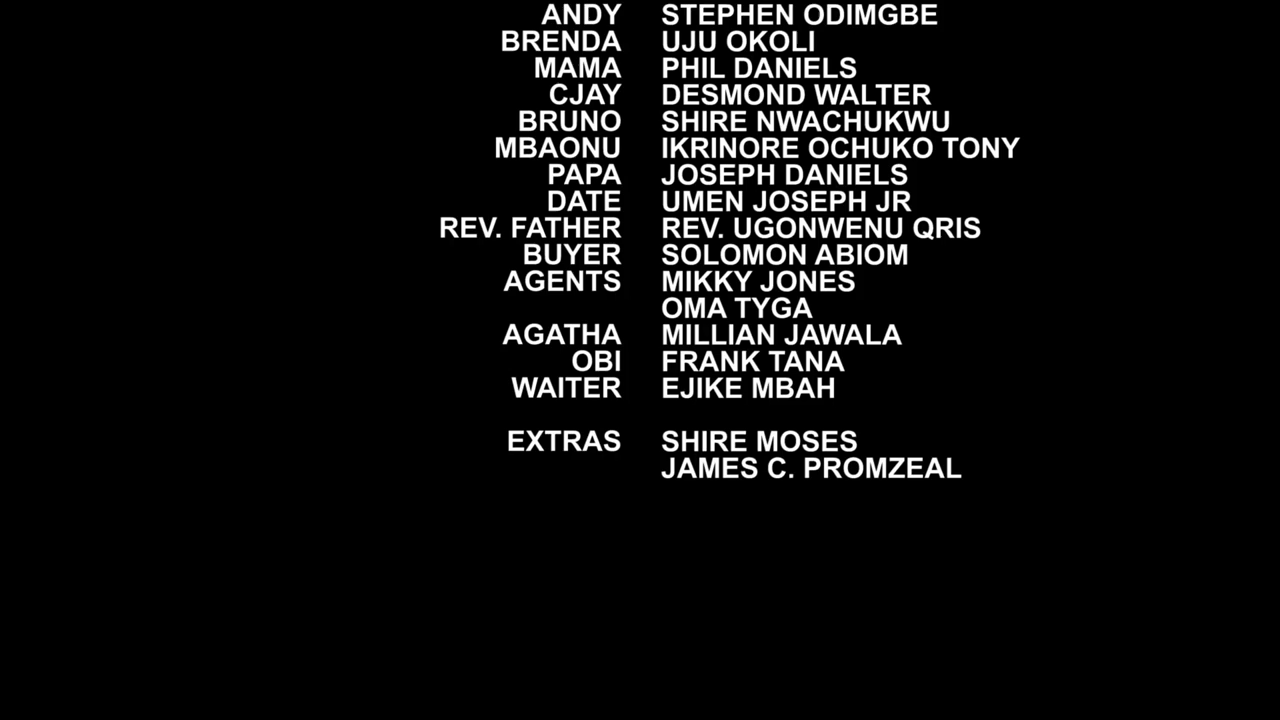 ANDY STEPHEN ODIMGBE
BRENDA UJU OKOLI
MAMA PHIL DANIELS
CJAY DESMOND WALTER
BRUNO SHIRE NWACHUKWU
MBAONU IKRINORE OCHUKO TONY
PAPA JOSEPH DANIELS
DATE UMEN JOSEPH JR
REV. FATHER REV. UGONWENU QRIS
BUYER SOLOMON ABIOM
AGENTS MIKKY JONES
OMA TYGA
AGATHA MILLIAN JAWALA
OBI FRANK TANA
WAITER EJIKE MBAH
EXTRAS SHIRE MOSES
JAMES C. PROMZEAL